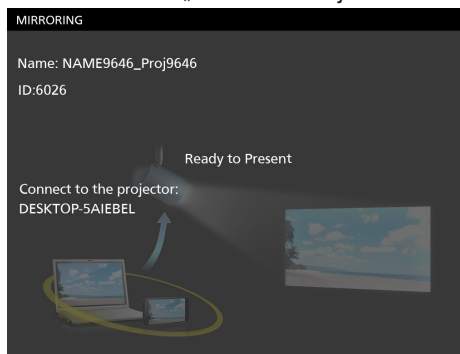 MIRRORING
Name: NAME9646_Proj9646
ID:6026
Ready to Present
Connect to the projector:
DESKTOP-5AIEBEL